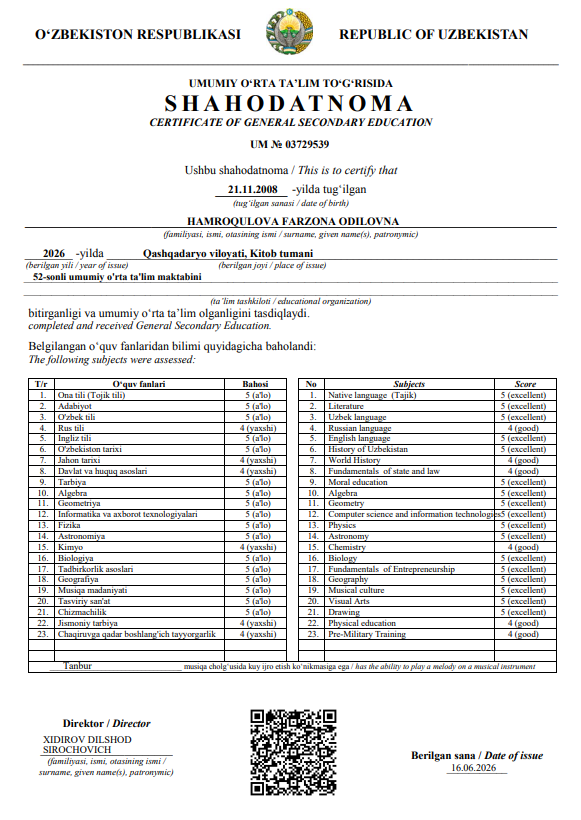 O‘ZBEKISTON RESPUBLIKASI REPUBLIC OF UZBEKISTAN
UMUMIY O‘RTA TA’LIM TO‘G‘RISIDA
SHAHODATNOMA
CERTIFICATE OF GENERAL SECONDARY EDUCATION
UM № 03729539
Ushbu shahodatnoma / This is to certify that
21.11.2008 -yilda tug‘ilgan
(tug‘ilgan sanasi / date of birth)
HAMROQULOVA FARZONA ODILOVNA
(familiyasi, ismi, otasining ismi / surname, given name(s), patronymic)
2026 -yilda Qashqadaryo viloyati, Kitob tumani
(berilgan yili / year of issue) (berilgan joyi / place of issue)
52-sonli umumiy o'rta ta'lim maktabini
(ta’lim tashkiloti / educational organization)
bitirganligi va umumiy o‘rta ta’lim olganligini tasdiqlaydi.
completed and received General Secondary Education.
Belgilangan o‘quv fanlaridan bilimi quyidagicha baholandi:
The following subjects were assessed:
T/r O‘quv fanlari Bahosi No Subjects Score
1. Ona tili (Tojik tili) 5 (a'lo) 1. Native language (Tajik) 5 (excellent)
2. Adabiyot 5 (a'lo) 2. Literature 5 (excellent)
3. O'zbek tili 5 (a'lo) 3. Uzbek language 5 (excellent)
4. Rus tili 4 (yaxshi) 4. Russian language 4 (good)
5. Ingliz tili 5 (a'lo) 5. English language 5 (excellent)
6. O'zbekiston tarixi 5 (a'lo) 6. History of Uzbekistan 5 (excellent)
7. Jahon tarixi 4 (yaxshi) 7. World History 4 (good)
8. Davlat va huquq asoslari 4 (yaxshi) 8. Fundamentals of state and law 4 (good)
9. Tarbiya 5 (a'lo) 9. Moral education 5 (excellent)
10. Algebra 5 (a'lo) 10. Algebra 5 (excellent)
11. Geometriya 5 (a'lo) 11. Geometry 5 (excellent)
12. Informatika va axborot texnologiyalari 5 (a'lo) 12. Computer science and information technologies 5 (excellent)
13. Fizika 5 (a'lo) 13. Physics 5 (excellent)
14. Astronomiya 5 (a'lo) 14. Astronomy 5 (excellent)
15. Kimyo 4 (yaxshi) 15. Chemistry 4 (good)
16. Biologiya 5 (a'lo) 16. Biology 5 (excellent)
17. Tadbirkorlik asoslari 5 (a'lo) 17. Fundamentals of Entrepreneurship 5 (excellent)
18. Geografiya 5 (a'lo) 18. Geography 5 (excellent)
19. Musiqa madaniyati 5 (a'lo) 19. Musical culture 5 (excellent)
20. Tasviriy san'at 5 (a'lo) 20. Visual Arts 5 (excellent)
21. Chizmachilik 5 (a'lo) 21. Drawing 5 (excellent)
22. Jismoniy tarbiya 4 (yaxshi) 22. Physical education 4 (good)
23. Chaqiruvga qadar boshlang'ich tayyorgarlik 4 (yaxshi) 23. Pre-Military Training 4 (good)
Tanbur musiqa cholg‘usida kuy ijro etish ko‘nikmasiga ega / has the ability to play a melody on a musical instrument
Direktor / Director
XIDIROV DILSHOD
SIROCHOVICH
(familiyasi, ismi, otasining ismi /
surname, given name(s), patronymic)
Berilgan sana / Date of issue
16.06.2026